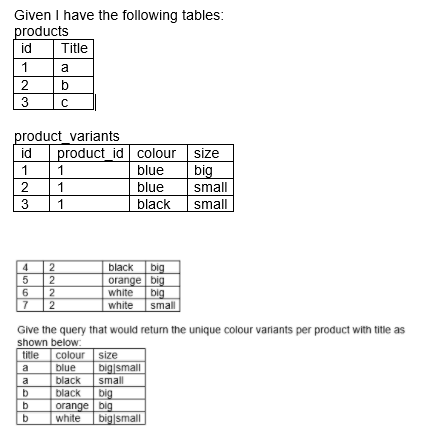 Given I have the following tables:
products
id Title
1 a
2 b
3 c
product_variants
id product_id colour size
1 1 blue big
2 1 blue small
3 1 black small
4 2 black big
5 2 orange big
6 2 white big
7 2 white small
Give the query that would return the unique colour variants per product with title as
shown below:
title colour size
a blue big|small
a black small
b black big
b orange big
b white big|small